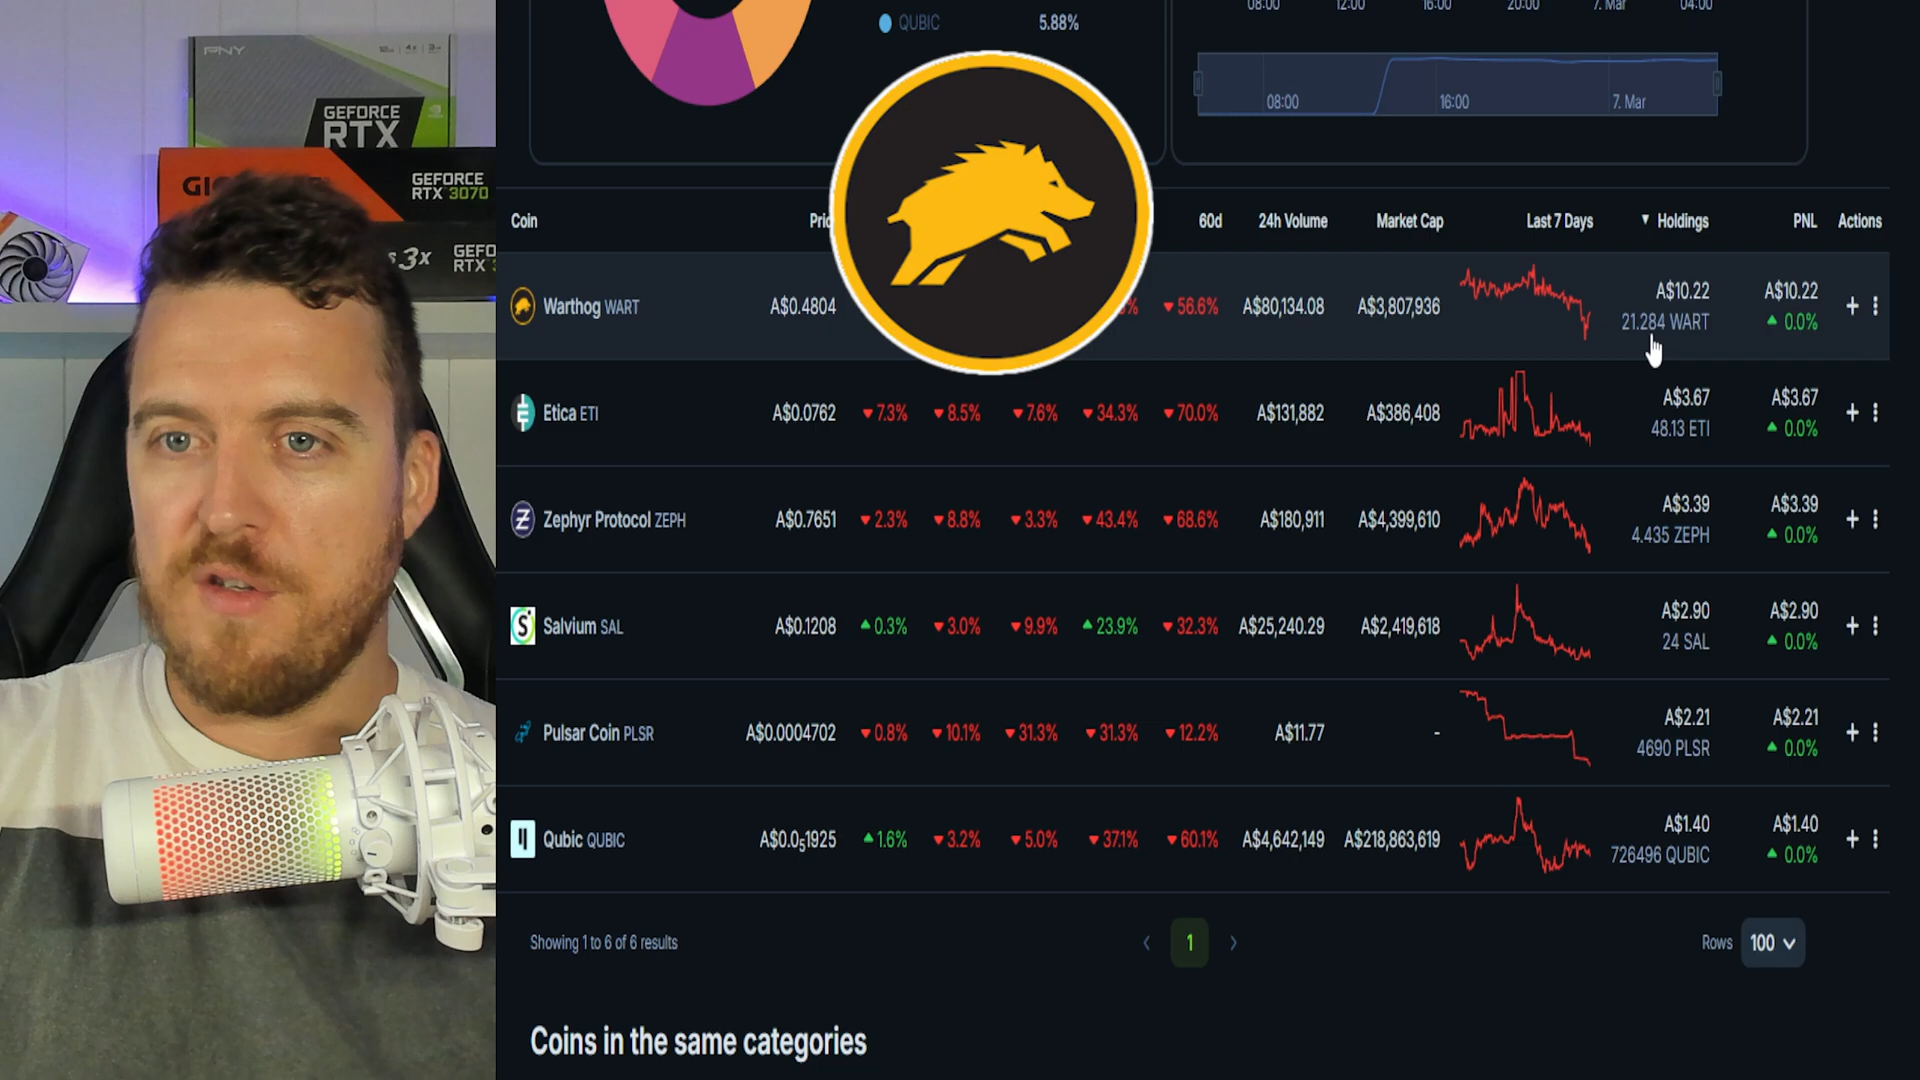 08:00 12:00 16:00 20:00 7. Mar 04:00
QUBIC 5.88%
PNY
GEFORCE
RTX
08:00 16:00 7. Mar
GEFORCE
RTX 3070
3x
Coin 60d 24h Volume Market Cap Last 7 Days ▼ Holdings PNL Actions
Warthog WART A$0.4804 ▼ 56.6% A$80,134.08 A$3,807,936 A$10.22 A$10.22
21.284 WART ▲ 0.0%
Etica ETI A$0.0762 ▼ 7.3% ▼ 8.5% ▼ 7.6% ▼ 34.3% ▼ 70.0% A$131,882 A$386,408 A$3.67 A$3.67
48.13 ETI ▲ 0.0%
Zephyr Protocol ZEPH A$0.7651 ▼ 2.3% ▼ 8.8% ▼ 3.3% ▼ 43.4% ▼ 68.6% A$180,911 A$4,399,610 A$3.39 A$3.39
4.435 ZEPH ▲ 0.0%
Salvium SAL A$0.1208 ▲ 0.3% ▼ 3.0% ▼ 9.9% ▲ 23.9% ▼ 32.3% A$25,240.29 A$2,419,618 A$2.90 A$2.90
24 SAL ▲ 0.0%
Pulsar Coin PLSR A$0.0004702 ▼ 0.8% ▼ 10.1% ▼ 31.3% ▼ 31.3% ▼ 12.2% A$11.77 - A$2.21 A$2.21
4690 PLSR ▲ 0.0%
Qubic QUBIC A$0.0₅1925 ▲ 1.6% ▼ 3.2% ▼ 5.0% ▼ 37.1% ▼ 60.1% A$4,642,149 A$218,863,619 A$1.40 A$1.40
726496 QUBIC ▲ 0.0%
Showing 1 to 6 of 6 results 1 Rows 100
Coins in the same categories